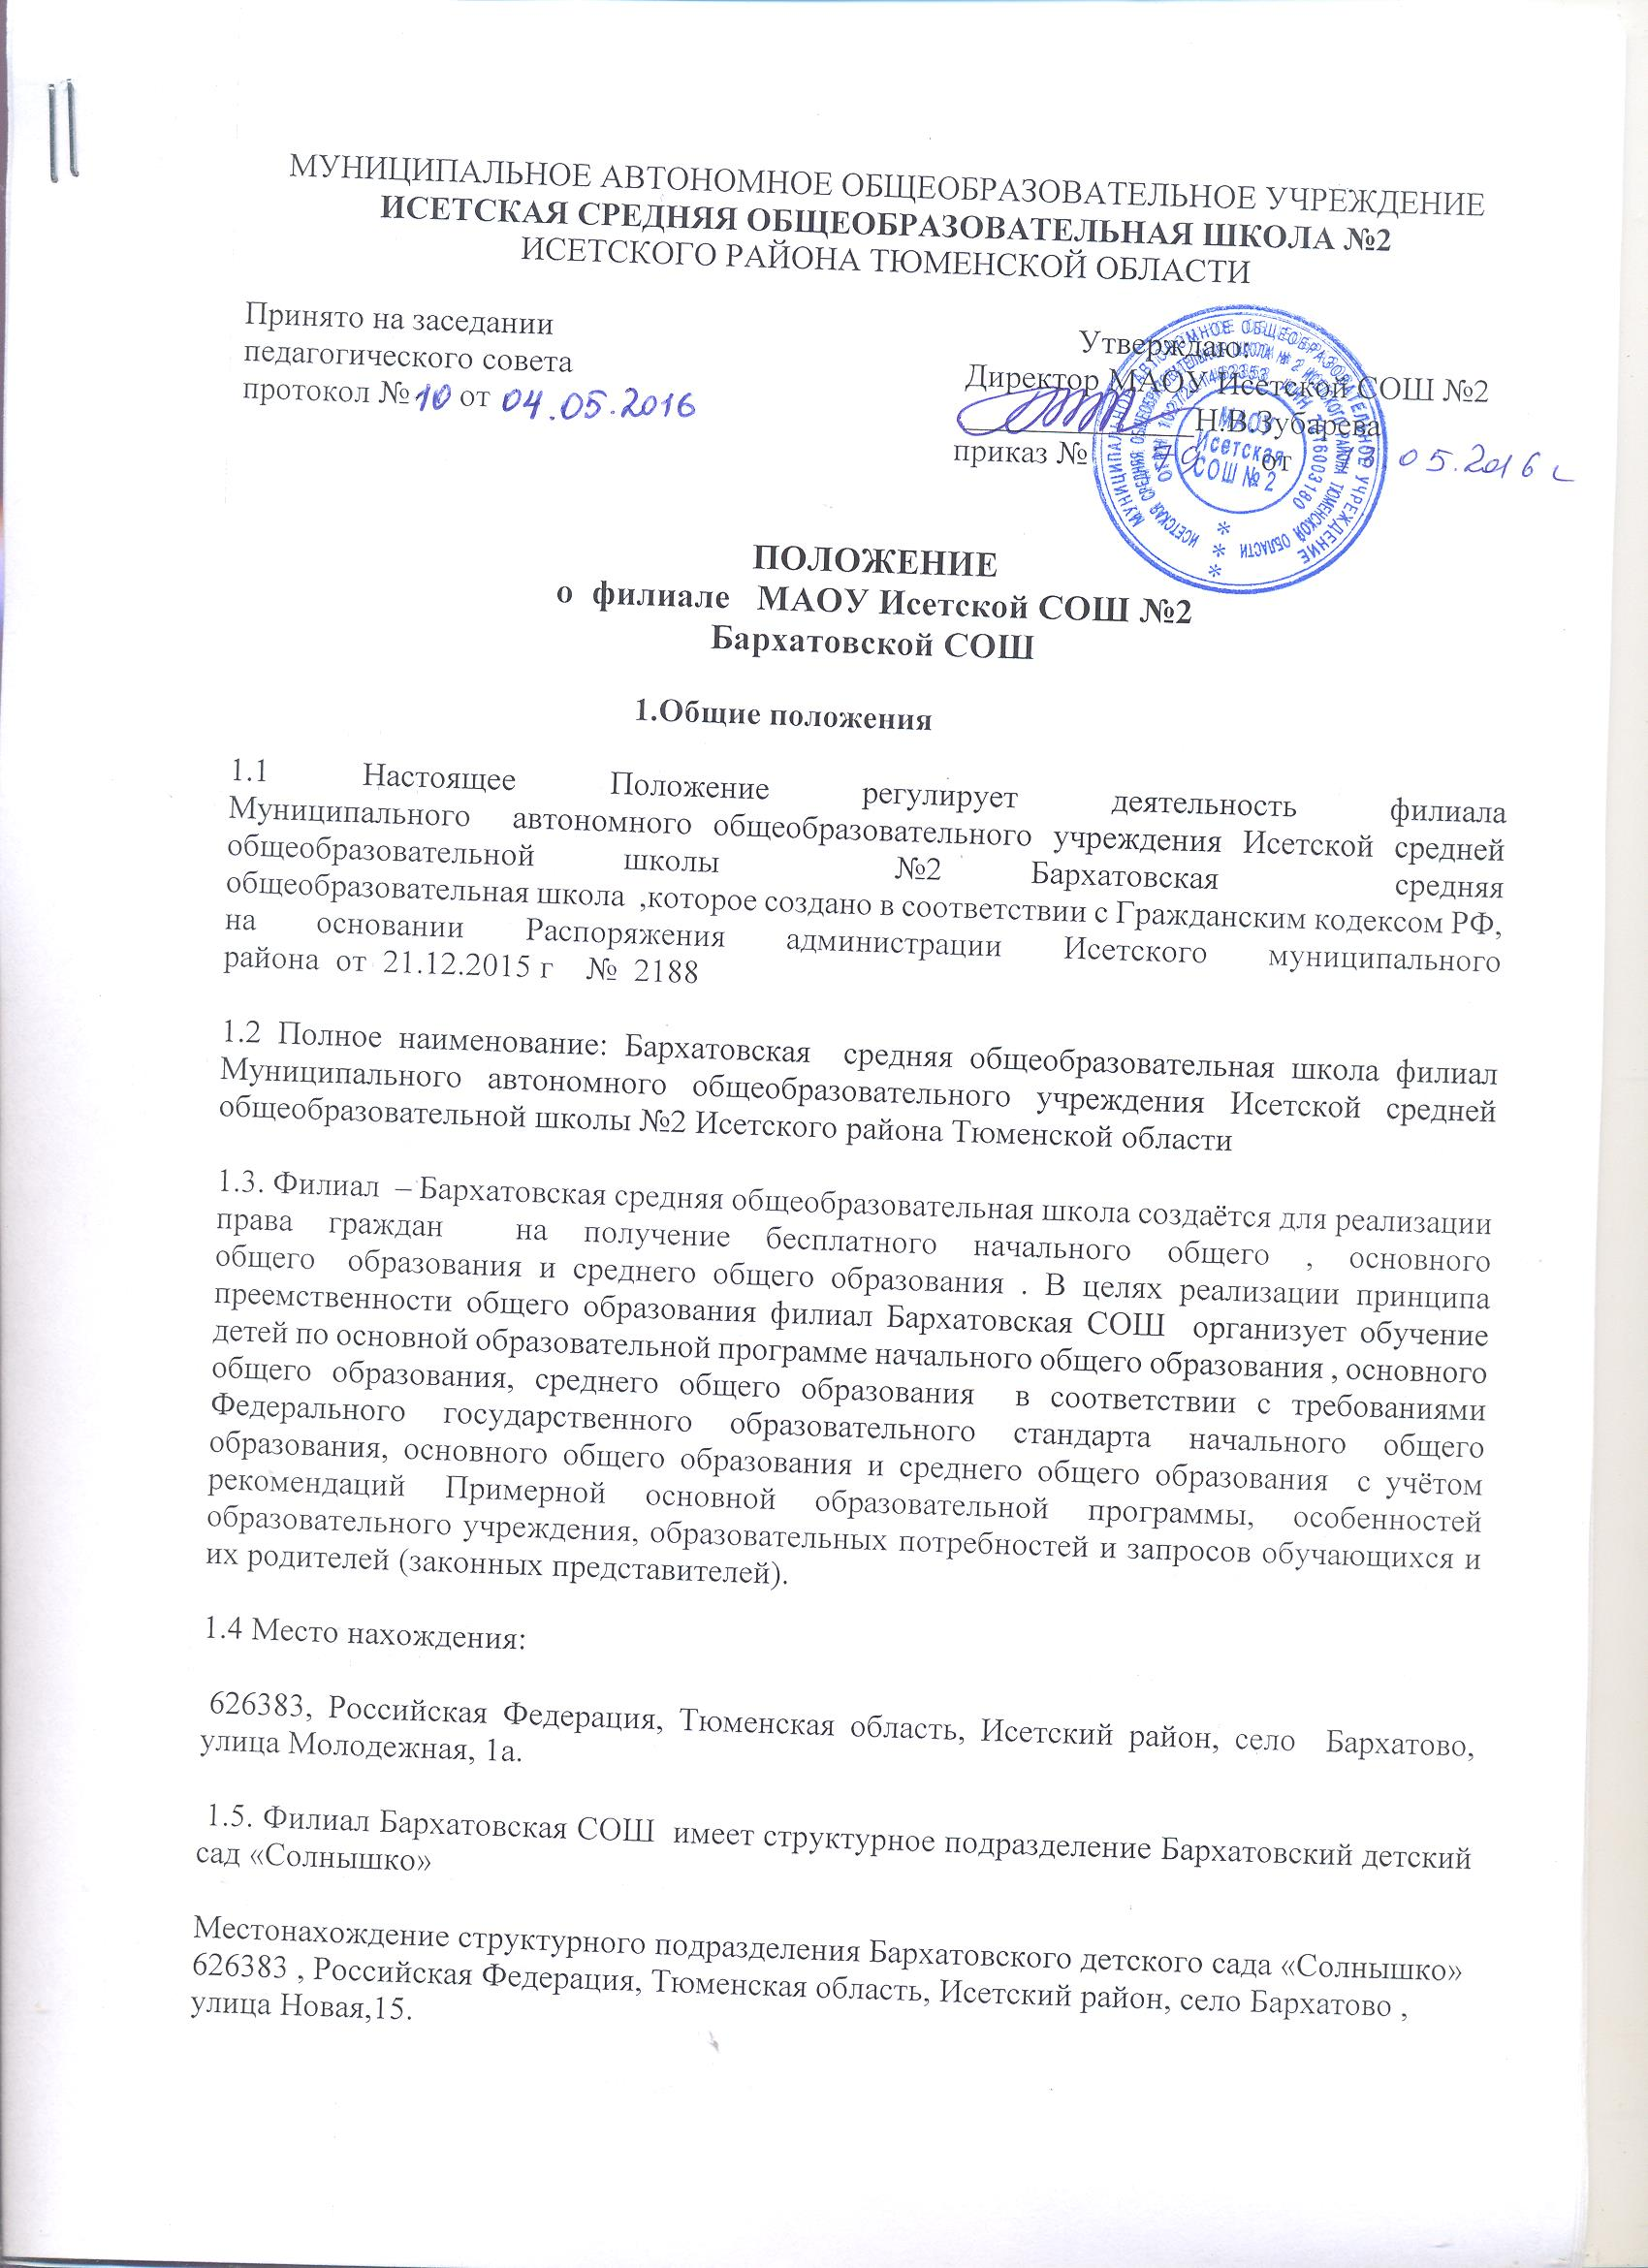 МУНИЦИПАЛЬНОЕ АВТОНОМНОЕ ОБЩЕОБРАЗОВАТЕЛЬНОЕ УЧРЕЖДЕНИЕ
ИСЕТСКАЯ СРЕДНЯЯ ОБЩЕОБРАЗОВАТЕЛЬНАЯ ШКОЛА №2
ИСЕТСКОГО РАЙОНА ТЮМЕНСКОЙ ОБЛАСТИ
Принято на заседании
педагогического совета
протокол № 10 от 04.05.2016
Утверждаю:
Директор МАОУ Исетской СОШ №2
Н.В.Зубарева
приказ № от 05.2016 г
МАОУ
Исетская
СОШ № 2
ПОЛОЖЕНИЕ
о филиале МАОУ Исетской СОШ №2
Бархатовской СОШ
1.Общие положения
1.1 Настоящее Положение регулирует деятельность филиала
Муниципального автономного общеобразовательного учреждения Исетской средней
общеобразовательной школы №2 Бархатовская средняя
общеобразовательная школа ,которое создано в соответствии с Гражданским кодексом РФ,
на основании Распоряжения администрации Исетского муниципального
района от 21.12.2015 г № 2188
1.2 Полное наименование: Бархатовская средняя общеобразовательная школа филиал
Муниципального автономного общеобразовательного учреждения Исетской средней
общеобразовательной школы №2 Исетского района Тюменской области
1.3. Филиал – Бархатовская средняя общеобразовательная школа создаётся для реализации
права граждан на получение бесплатного начального общего , основного
общего образования и среднего общего образования . В целях реализации принципа
преемственности общего образования филиал Бархатовская СОШ организует обучение
детей по основной образовательной программе начального общего образования , основного
общего образования, среднего общего образования в соответствии с требованиями
Федерального государственного образовательного стандарта начального общего
образования, основного общего образования и среднего общего образования с учётом
рекомендаций Примерной основной образовательной программы, особенностей
образовательного учреждения, образовательных потребностей и запросов обучающихся и
их родителей (законных представителей).
1.4 Место нахождения:
626383, Российская Федерация, Тюменская область, Исетский район, село Бархатово,
улица Молодежная, 1а.
1.5. Филиал Бархатовская СОШ имеет структурное подразделение Бархатовский детский
сад «Солнышко»
Местонахождение структурного подразделения Бархатовского детского сада «Солнышко»
626383 , Российская Федерация, Тюменская область, Исетский район, село Бархатово ,
улица Новая,15.